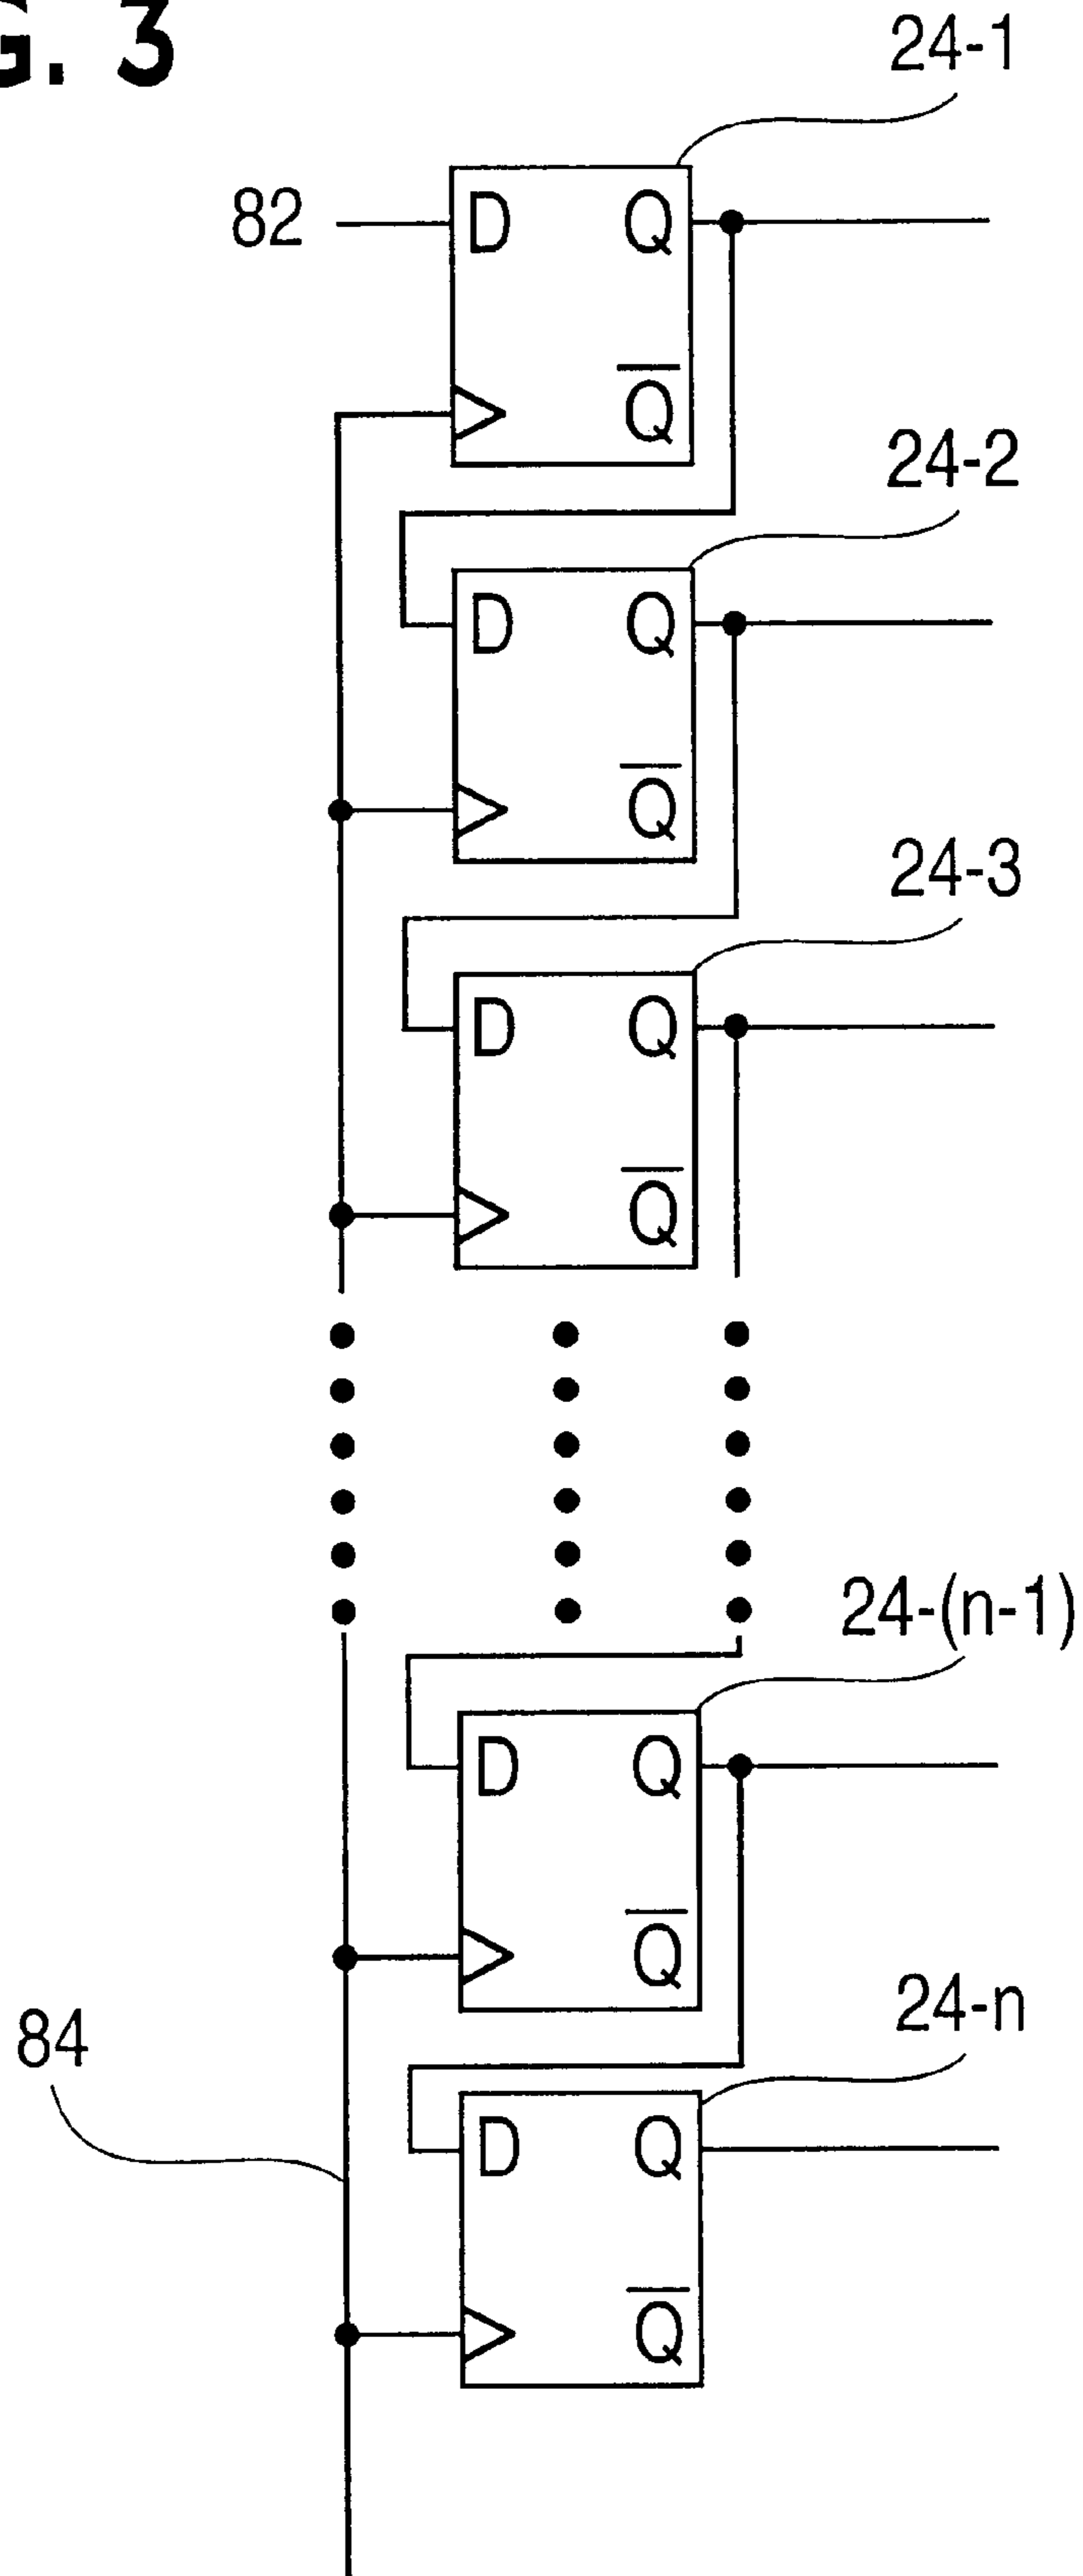 G. 3
24-1
82
D Q
Q̅
24-2
D Q
Q̅
24-3
D Q
Q̅
24-(n-1)
D Q
Q̅
84
24-n
D Q
Q̅